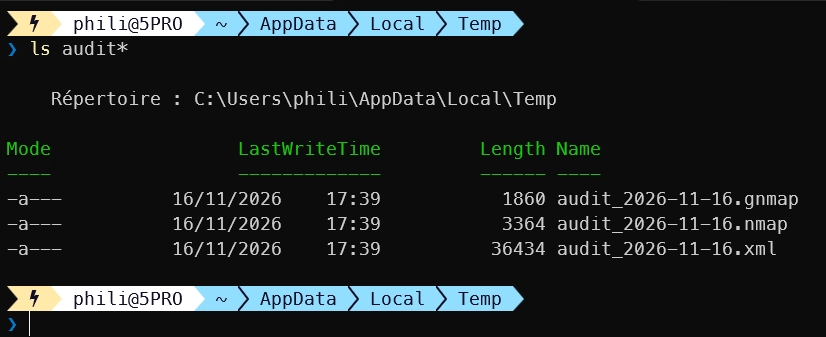 phili@5PRO ~ AppData Local Temp
❯ ls audit*
Répertoire : C:\Users\phili\AppData\Local\Temp
Mode LastWriteTime Length Name
---- ------------- ------ ----
-a--- 16/11/2026 17:39 1860 audit_2026-11-16.gnmap
-a--- 16/11/2026 17:39 3364 audit_2026-11-16.nmap
-a--- 16/11/2026 17:39 36434 audit_2026-11-16.xml
phili@5PRO ~ AppData Local Temp
❯